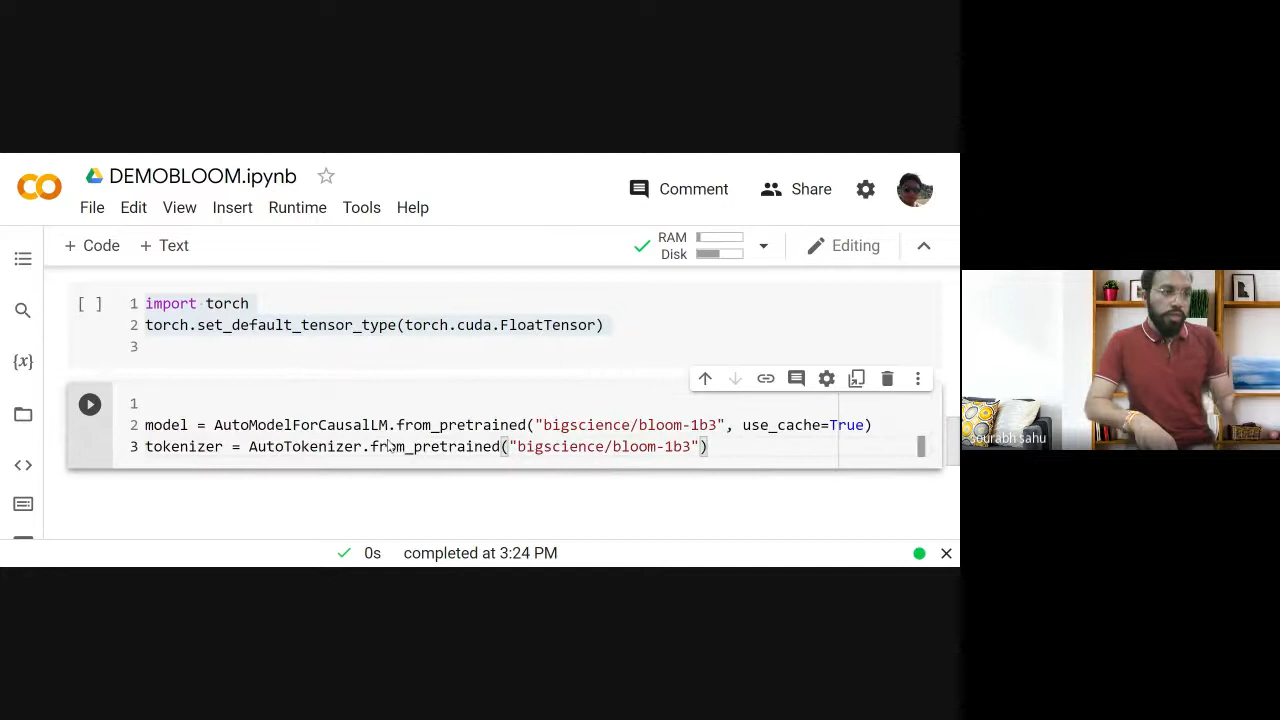 DEMOBLOOM.ipynb
Comment
Share
File Edit View Insert Runtime Tools Help
+ Code + Text
RAM
Disk
Editing
[ ] 1 import torch
2 torch.set_default_tensor_type(torch.cuda.FloatTensor)
3
1
2 model = AutoModelForCausalLM.from_pretrained("bigscience/bloom-1b3", use_cache=True)
3 tokenizer = AutoTokenizer.from_pretrained("bigscience/bloom-1b3")
{x}
0s completed at 3:24 PM
sourabh sahu